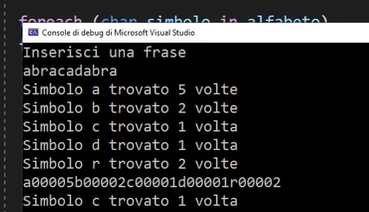 foreach (char simbolo in alfabeto)
Console di debug di Microsoft Visual Studio
Inserisci una frase
abracadabra
Simbolo a trovato 5 volte
Simbolo b trovato 2 volte
Simbolo c trovato 1 volta
Simbolo d trovato 1 volta
Simbolo r trovato 2 volte
a00005b00002c00001d00001r00002
Simbolo c trovato 1 volta